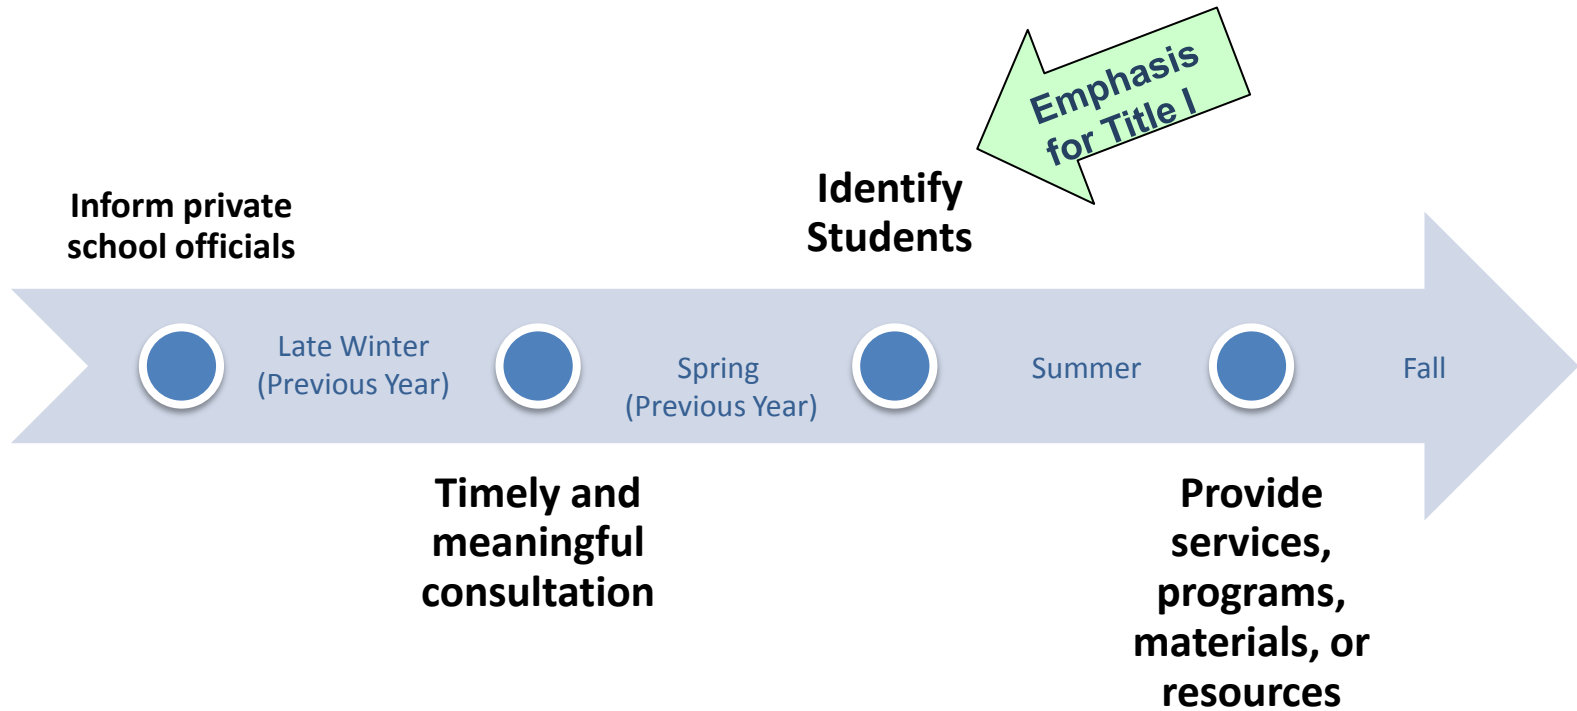 Emphasis
for Title I
Inform private
school officials
Identify
Students
Late Winter
(Previous Year)
Spring
(Previous Year)
Summer
Fall
Timely and
meaningful
consultation
Provide
services,
programs,
materials, or
resources